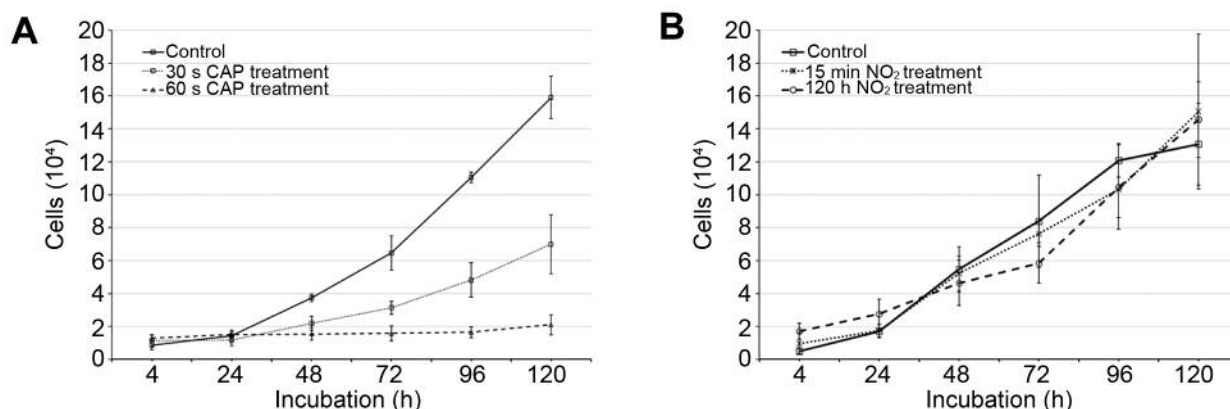 A
Cells (10⁴)
20
18
16
14
12
10
8
6
4
2
0
Control
30 s CAP treatment
60 s CAP treatment
4 24 48 72 96 120
Incubation (h)
B
Cells (10⁴)
20
18
16
14
12
10
8
6
4
2
0
Control
15 min NO₂ treatment
120 h NO₂ treatment
4 24 48 72 96 120
Incubation (h)